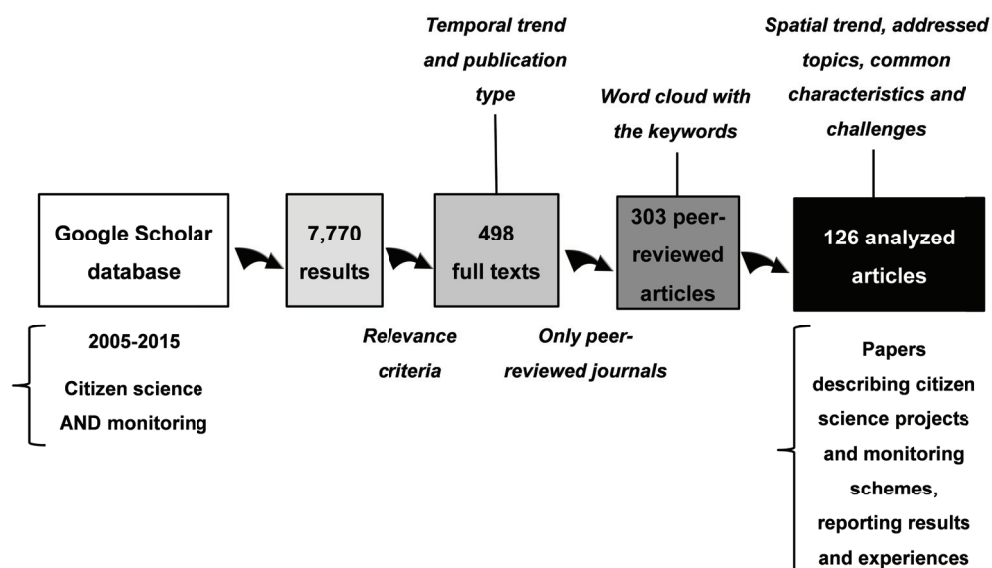 Temporal trend
and publication
type
Spatial trend, addressed
topics, common
characteristics and
challenges
Word cloud with
the keywords
Google Scholar
database
7,770
results
498
full texts
303 peer-
reviewed
articles
126 analyzed
articles
Relevance
criteria
Only peer-
reviewed journals
2005-2015
Citizen science
AND monitoring
Papers
describing citizen
science projects
and monitoring
schemes,
reporting results
and experiences